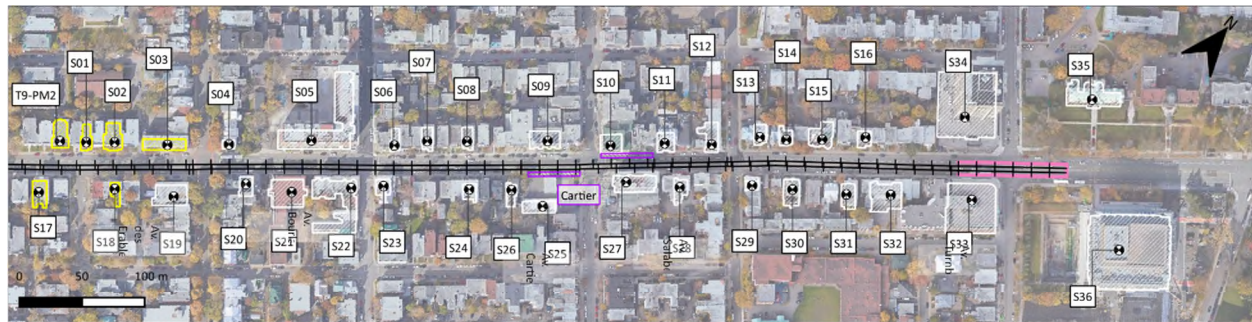 N
S12
S01
S03
S07
S14
S16
S34
S35
T9-PM2
S02
S04
S05
S06
S08
S09
S10
S11
S13
S15
Cartier
S17
S18
S19
S20
S21
S22
S23
S24
S26
S25
S27
S28
S29
S30
S31
S32
S33
S36
Av.
des
Av.
Av.
Cartie
Av.
0 50 100 m